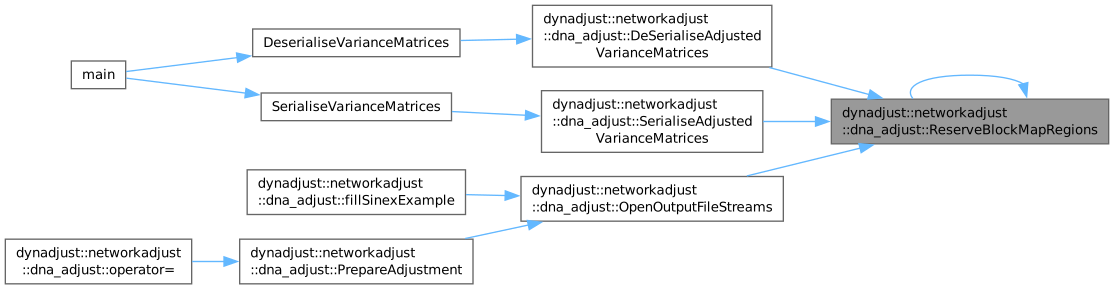 main
DeserialiseVarianceMatrices
SerialiseVarianceMatrices
dynadjust::networkadjust
::dna_adjust::DeSerialiseAdjusted
VarianceMatrices
dynadjust::networkadjust
::dna_adjust::SerialiseAdjusted
VarianceMatrices
dynadjust::networkadjust
::dna_adjust::ReserveBlockMapRegions
dynadjust::networkadjust
::dna_adjust::fillSinexExample
dynadjust::networkadjust
::dna_adjust::OpenOutputFileStreams
dynadjust::networkadjust
::dna_adjust::operator=
dynadjust::networkadjust
::dna_adjust::PrepareAdjustment